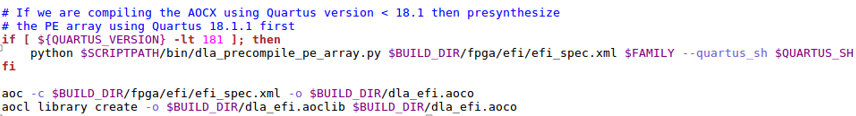 # If we are compiling the AOCX using Quartus version < 18.1 then presynthesize
# the PE array using Quartus 18.1.1 first
if [ ${QUARTUS_VERSION} -lt 181 ]; then
    python $SCRIPTPATH/bin/dla_precompile_pe_array.py $BUILD_DIR/fpga/efi/efi_spec.xml $FAMILY --quartus_sh $QUARTUS_SH
fi

aoc -c $BUILD_DIR/fpga/efi/efi_spec.xml -o $BUILD_DIR/dla_efi.aoco
aocl library create -o $BUILD_DIR/dla_efi.aoclib $BUILD_DIR/dla_efi.aoco